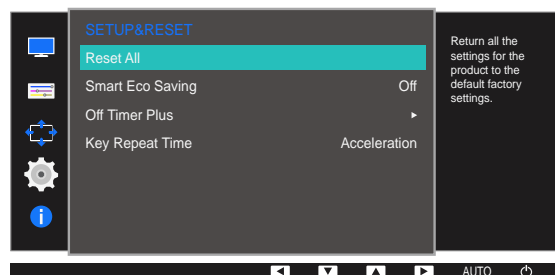 SETUP&RESET
Reset All
Smart Eco Saving Off
Off Timer Plus
Key Repeat Time Acceleration
Return all the
settings for the
product to the
default factory
settings.
AUTO